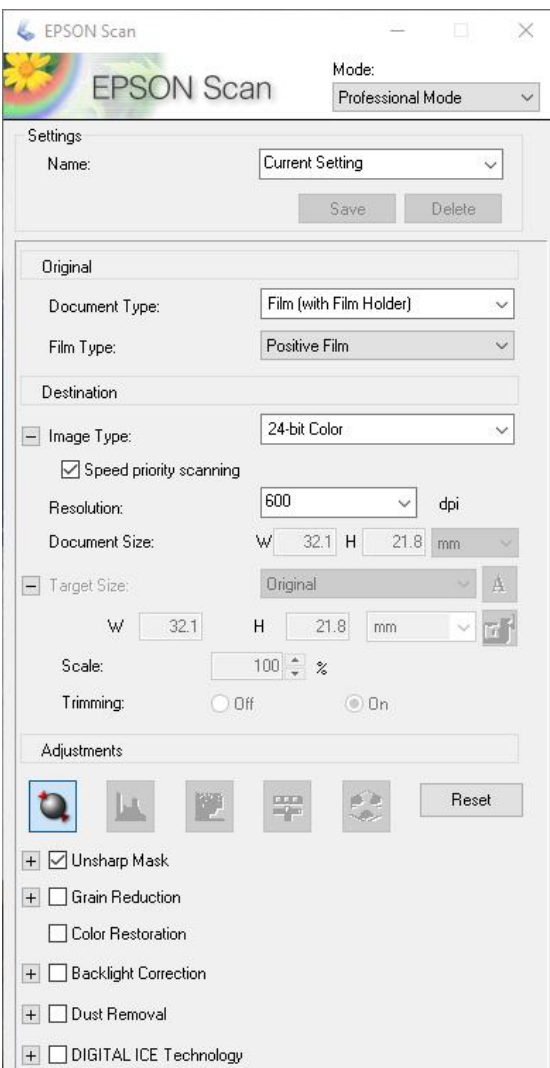 EPSON Scan
EPSON Scan
Mode:
Professional Mode
Settings
Name: Current Setting
Save Delete
Original
Document Type: Film (with Film Holder)
Film Type: Positive Film
Destination
Image Type: 24-bit Color
Speed priority scanning
Resolution: 600 dpi
Document Size: W 32.1 H 21.8 mm
Target Size: Original A
W 32.1 H 21.8 mm
Scale: 100 %
Trimming: Off On
Adjustments
Reset
Unsharp Mask
Grain Reduction
Color Restoration
Backlight Correction
Dust Removal
DIGITAL ICE Technology